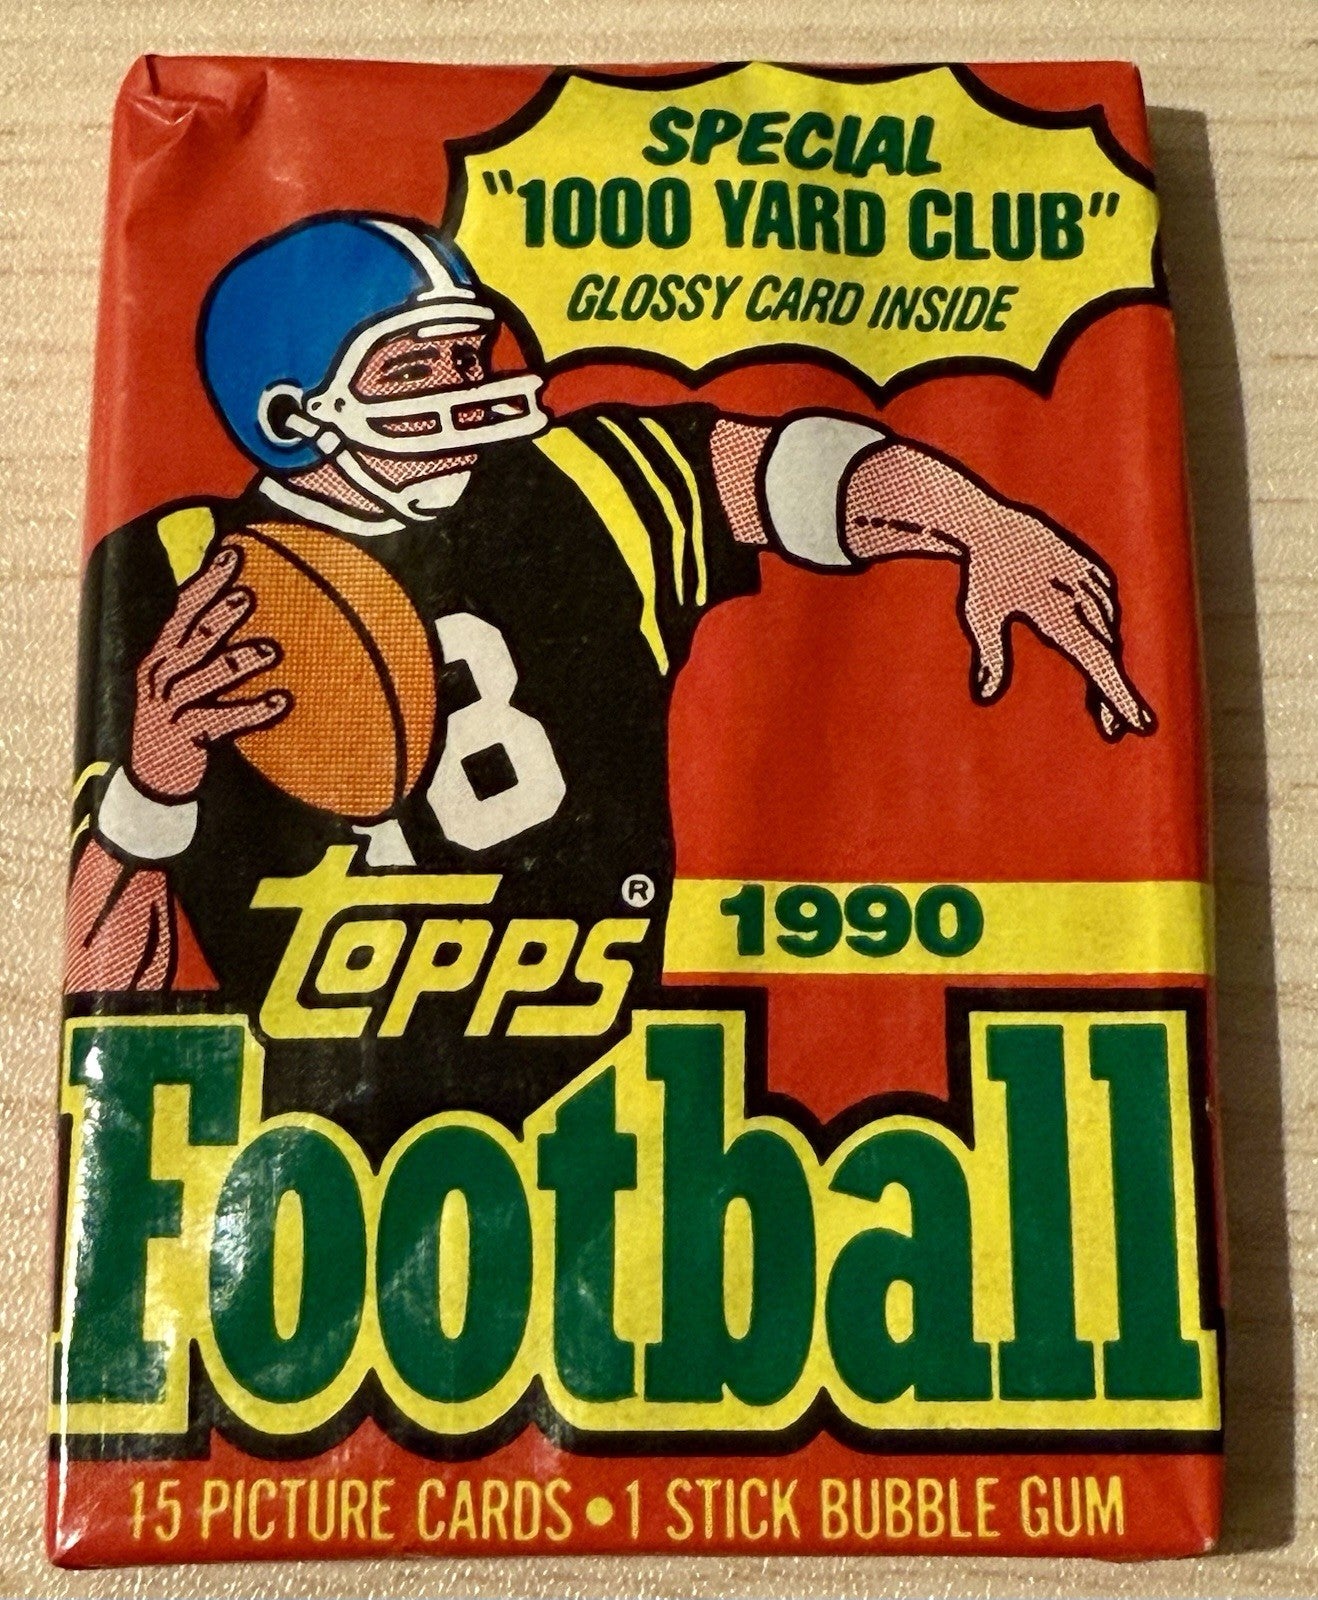 SPECIAL
"1000 YARD CLUB"
GLOSSY CARD INSIDE
8
topps®
1990
Football
15 PICTURE CARDS • 1 STICK BUBBLE GUM